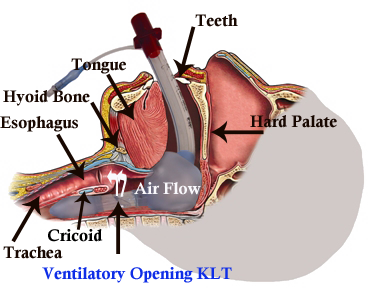 Teeth
Tongue
Hyoid Bone
Esophagus
Hard Palate
Air Flow
Cricoid
Trachea
Ventilatory Opening KLT